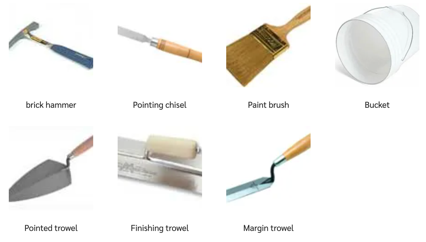 brick hammer
Pointing chisel
Paint brush
Bucket
Pointed trowel
Finishing trowel
Margin trowel